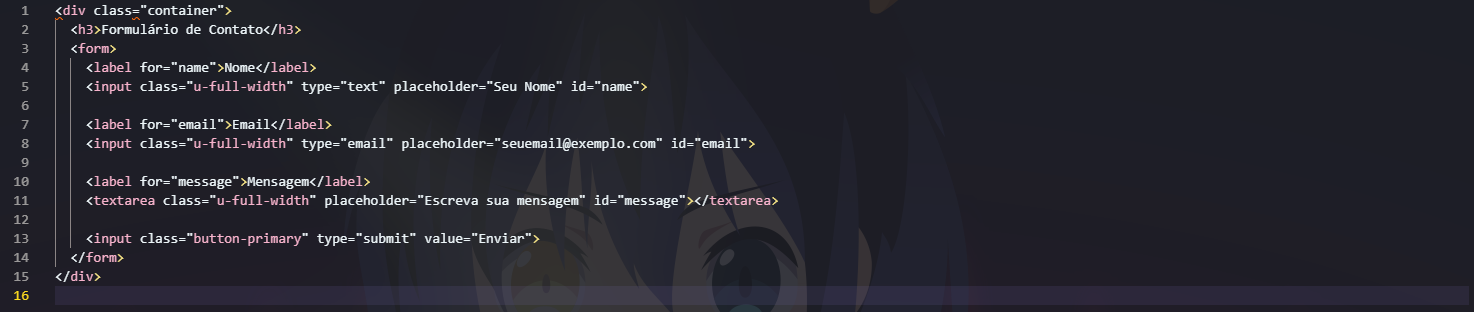 1 <div class="container">
2 <h3>Formulário de Contato</h3>
3 <form>
4 <label for="name">Nome</label>
5 <input class="u-full-width" type="text" placeholder="Seu Nome" id="name">
6
7 <label for="email">Email</label>
8 <input class="u-full-width" type="email" placeholder="seuemail@exemplo.com" id="email">
9
10 <label for="message">Mensagem</label>
11 <textarea class="u-full-width" placeholder="Escreva sua mensagem" id="message"></textarea>
12
13 <input class="button-primary" type="submit" value="Enviar">
14 </form>
15 </div>
16